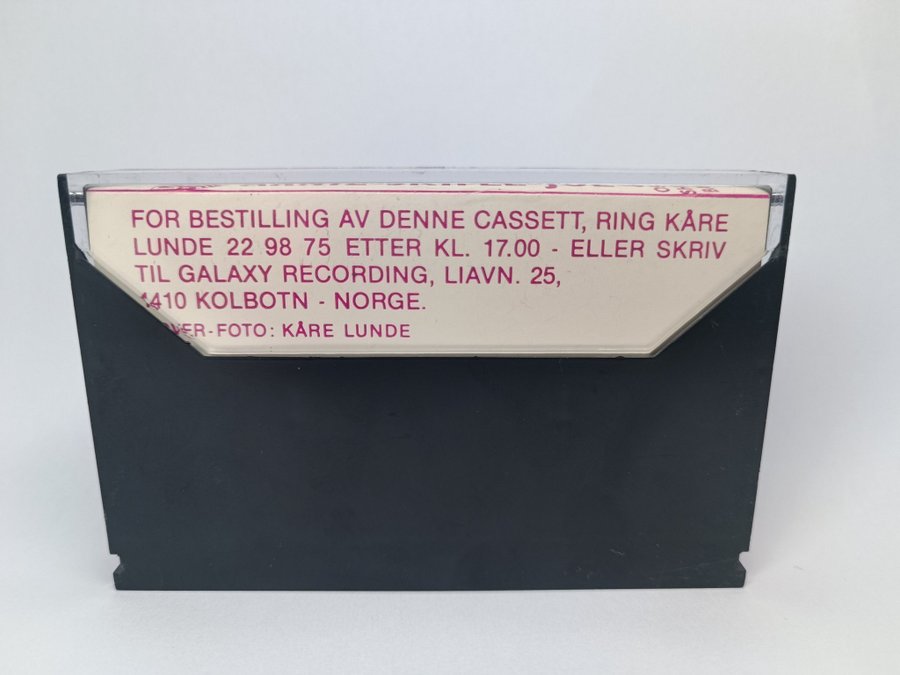 FOR BESTILLING AV DENNE CASSETT, RING KÅRE
LUNDE 22 98 75 ETTER KL. 17.00 - ELLER SKRIV
TIL GALAXY RECORDING, LIAVN. 25,
KOLBOTN - NORGE.
FOTO: KÅRE LUNDE